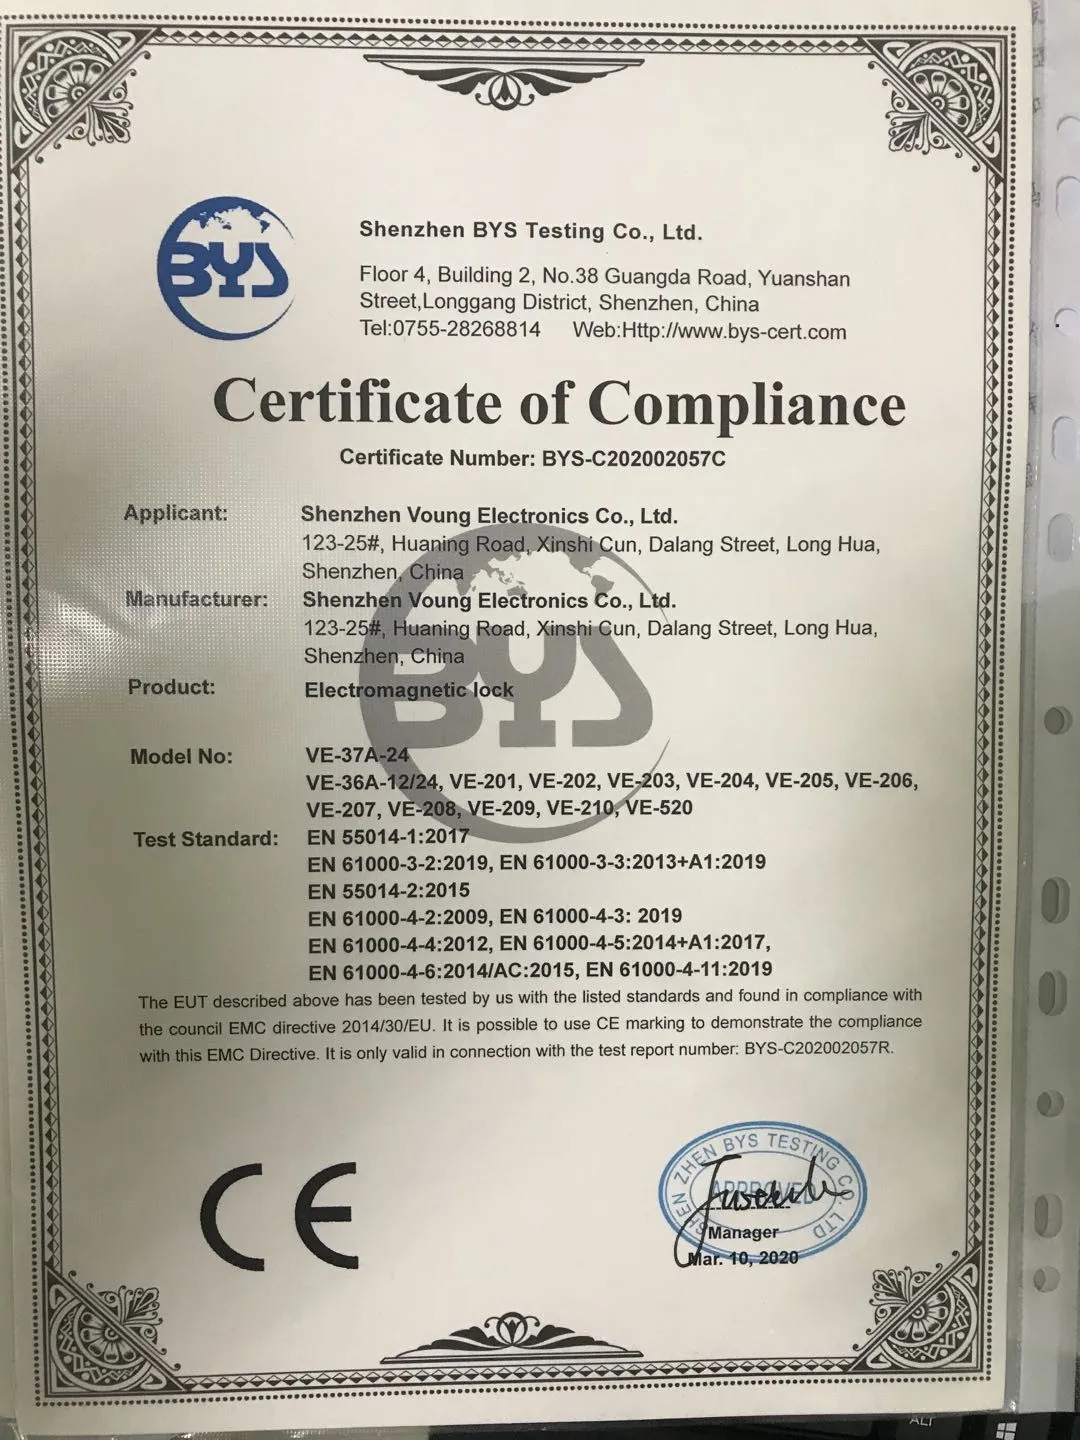 BYS
Shenzhen BYS Testing Co., Ltd.
Floor 4, Building 2, No.38 Guangda Road, Yuanshan
Street,Longgang District, Shenzhen, China
Tel:0755-28268814 Web:Http://www.bys-cert.com
Certificate of Compliance
Certificate Number: BYS-C202002057C
Applicant: Shenzhen Voung Electronics Co., Ltd.
123-25#, Huaning Road, Xinshi Cun, Dalang Street, Long Hua,
Shenzhen, China
Manufacturer: Shenzhen Voung Electronics Co., Ltd.
123-25#, Huaning Road, Xinshi Cun, Dalang Street, Long Hua,
Shenzhen, China
BYS
Product: Electromagnetic lock
Model No: VE-37A-24
VE-36A-12/24, VE-201, VE-202, VE-203, VE-204, VE-205, VE-206,
VE-207, VE-208, VE-209, VE-210, VE-520
Test Standard: EN 55014-1:2017
EN 61000-3-2:2019, EN 61000-3-3:2013+A1:2019
EN 55014-2:2015
EN 61000-4-2:2009, EN 61000-4-3: 2019
EN 61000-4-4:2012, EN 61000-4-5:2014+A1:2017,
EN 61000-4-6:2014/AC:2015, EN 61000-4-11:2019
The EUT described above has been tested by us with the listed standards and found in compliance with
the council EMC directive 2014/30/EU. It is possible to use CE marking to demonstrate the compliance
with this EMC Directive. It is only valid in connection with the test report number: BYS-C202002057R.
CE
SHEN ZHEN BYS TESTING CO. LTD
APPROVED
Manager
Mar. 10, 2020